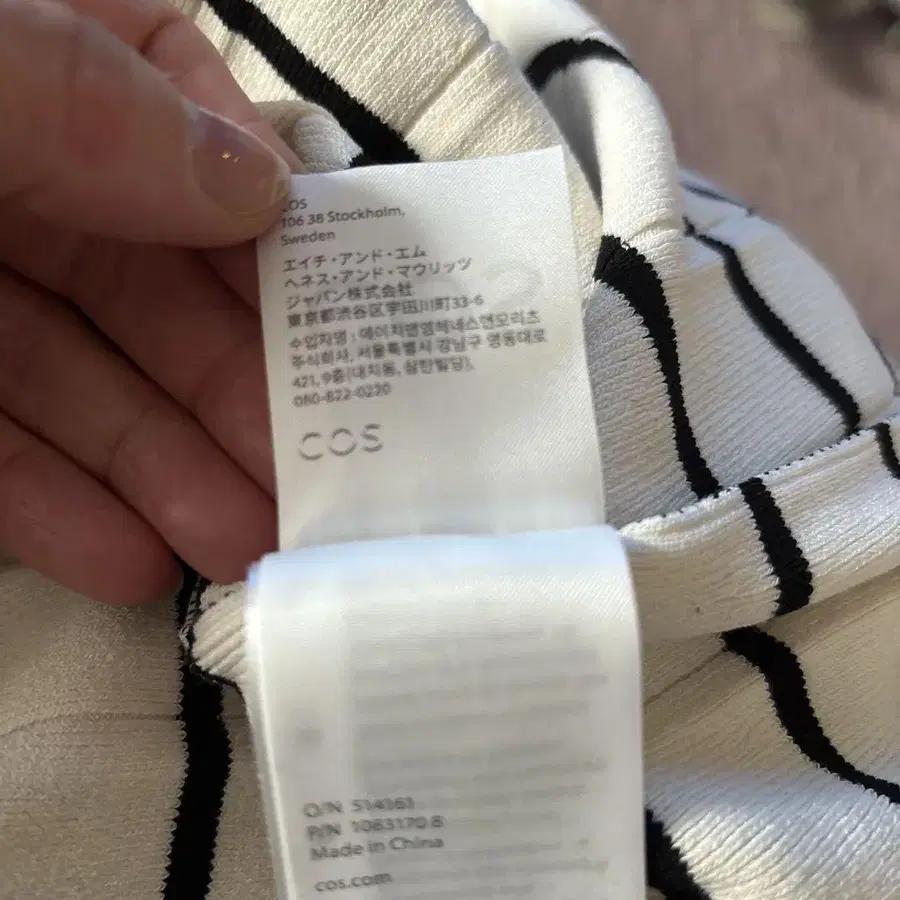 COS
106 38 Stockholm,
Sweden
エイチ・アンド・エム
ヘネス・アンド・マウリッツ
ジャパン株式会社
東京都渋谷区宇田川町33-6
수입자명 : 에이치앤엠헤네스앤모리츠
주식회사, 서울특별시 강남구 영동대로
421, 9층(대치동, 삼탄빌딩),
080-822-0220
COS
O/N 514161
P/N 1083170 8
Made in China
cos.com